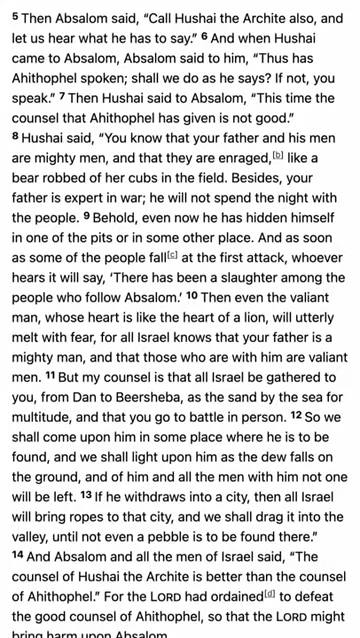 5 Then Absalom said, “Call Hushai the Archite also, and
let us hear what he has to say.” 6 And when Hushai
came to Absalom, Absalom said to him, “Thus has
Ahithophel spoken; shall we do as he says? If not, you
speak.” 7 Then Hushai said to Absalom, “This time the
counsel that Ahithophel has given is not good.”
8 Hushai said, “You know that your father and his men
are mighty men, and that they are enraged,[b] like a
bear robbed of her cubs in the field. Besides, your
father is expert in war; he will not spend the night with
the people. 9 Behold, even now he has hidden himself
in one of the pits or in some other place. And as soon
as some of the people fall[c] at the first attack, whoever
hears it will say, ‘There has been a slaughter among the
people who follow Absalom.’ 10 Then even the valiant
man, whose heart is like the heart of a lion, will utterly
melt with fear, for all Israel knows that your father is a
mighty man, and that those who are with him are valiant
men. 11 But my counsel is that all Israel be gathered to
you, from Dan to Beersheba, as the sand by the sea for
multitude, and that you go to battle in person. 12 So we
shall come upon him in some place where he is to be
found, and we shall light upon him as the dew falls on
the ground, and of him and all the men with him not one
will be left. 13 If he withdraws into a city, then all Israel
will bring ropes to that city, and we shall drag it into the
valley, until not even a pebble is to be found there.”
14 And Absalom and all the men of Israel said, “The
counsel of Hushai the Archite is better than the counsel
of Ahithophel.” For the LORD had ordained[d] to defeat
the good counsel of Ahithophel, so that the LORD might
bring harm upon Absalom